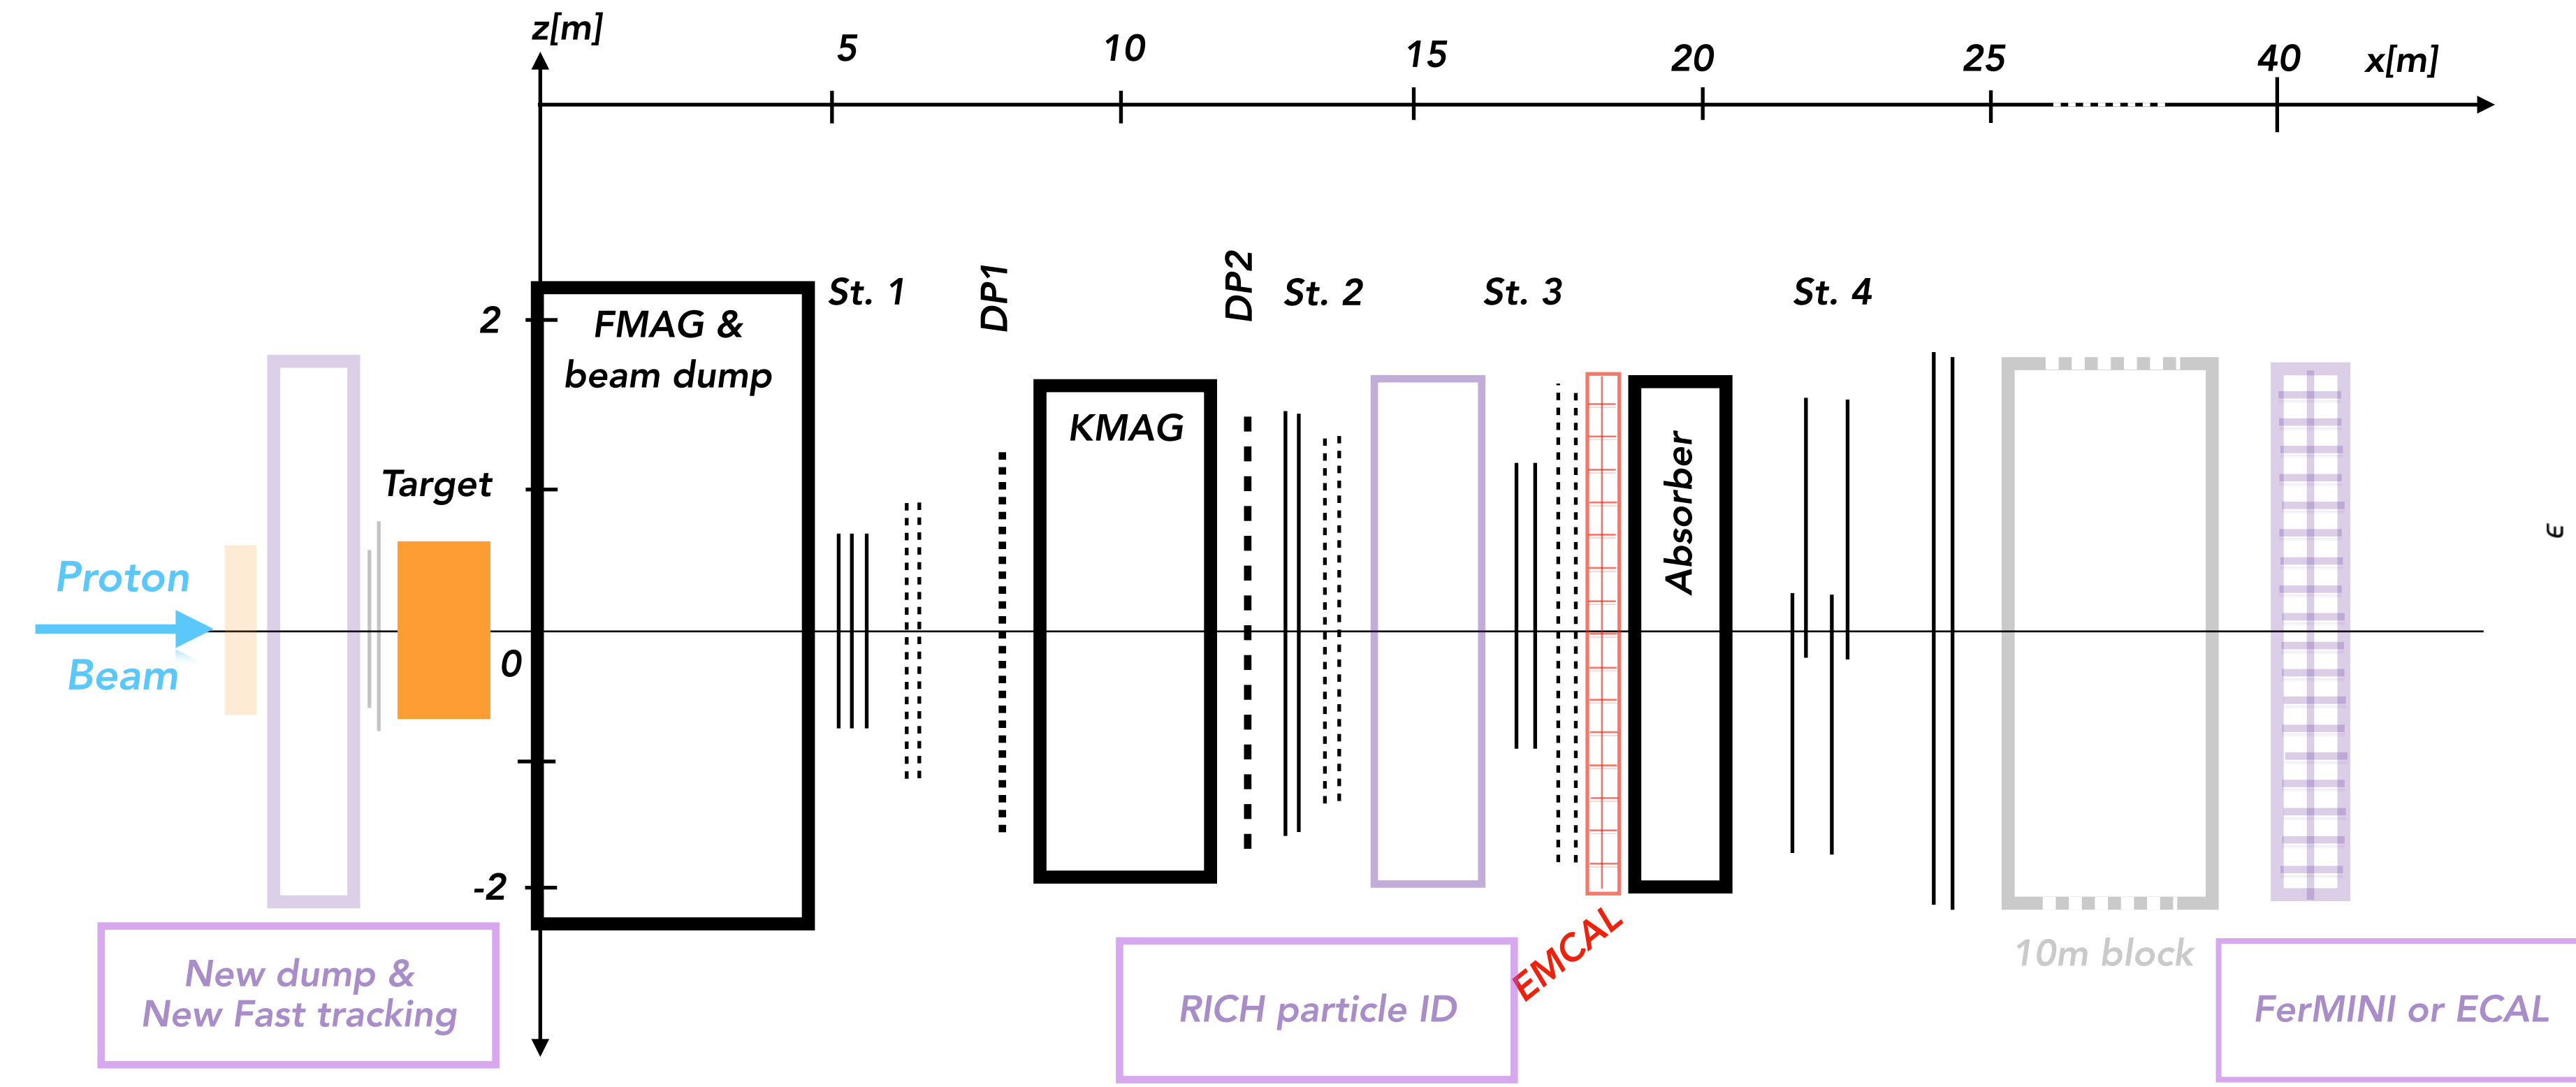 z[m]
5
10
15
20
25
40
x[m]
2
0
-2
FMAG &
beam dump
St. 1
DP1
KMAG
DP2
St. 2
St. 3
Absorber
St. 4
Target
Proton
Beam
ϵ
EMCAL
10m block
New dump &
New Fast tracking
RICH particle ID
FerMINI or ECAL